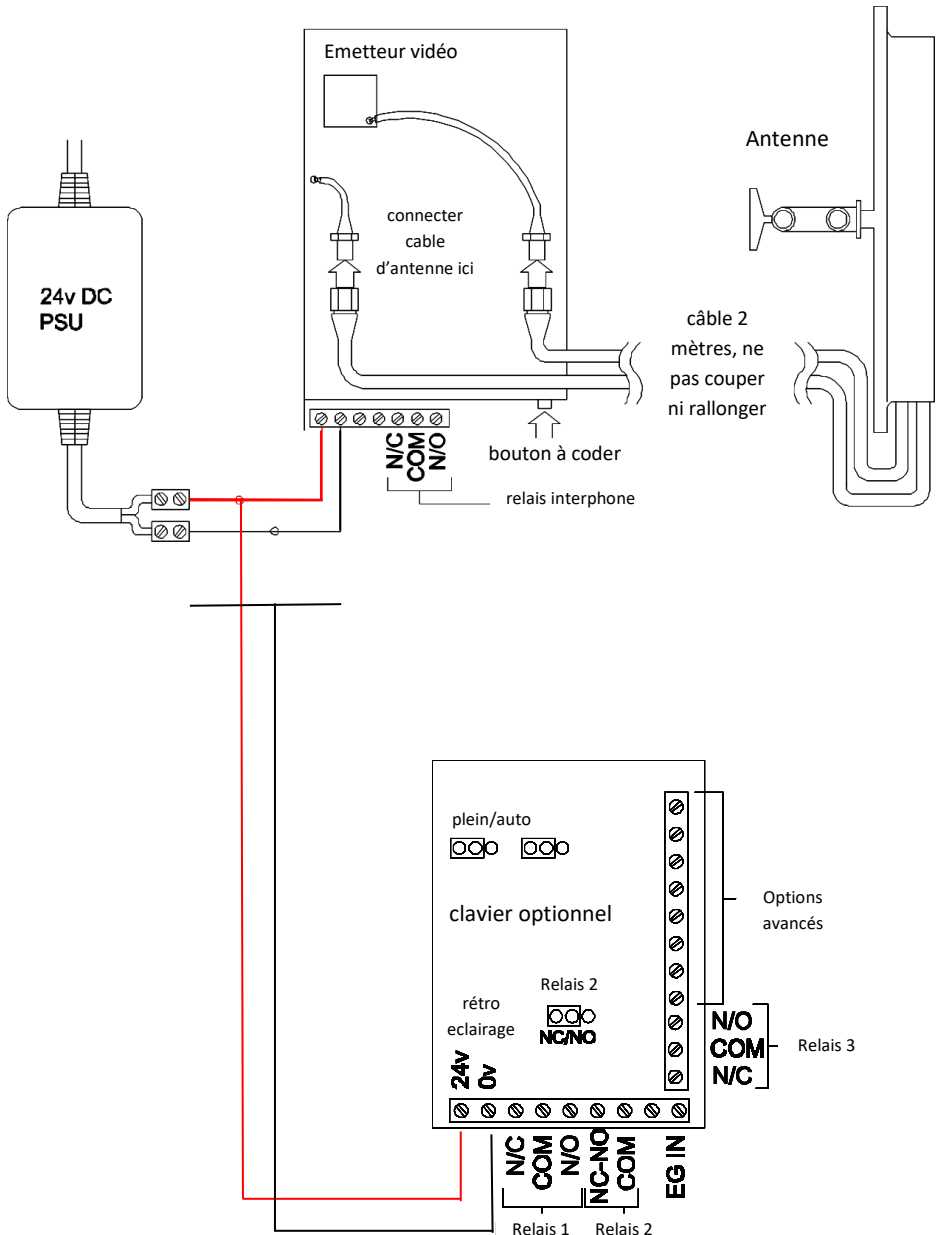 Emetteur vidéo
Antenne
connecter
cable
d'antenne ici
24v DC
PSU
câble 2
mètres, ne
pas couper
ni rallonger
N/C
COM
N/O
bouton à coder
relais interphone
plein/auto
clavier optionnel
Options
avancés
Relais 2
rétro
eclairage
NC/NO
N/O
COM
N/C
Relais 3
24v
0v
N/C
COM
N/O
NC-NO
COM
EG IN
Relais 1
Relais 2